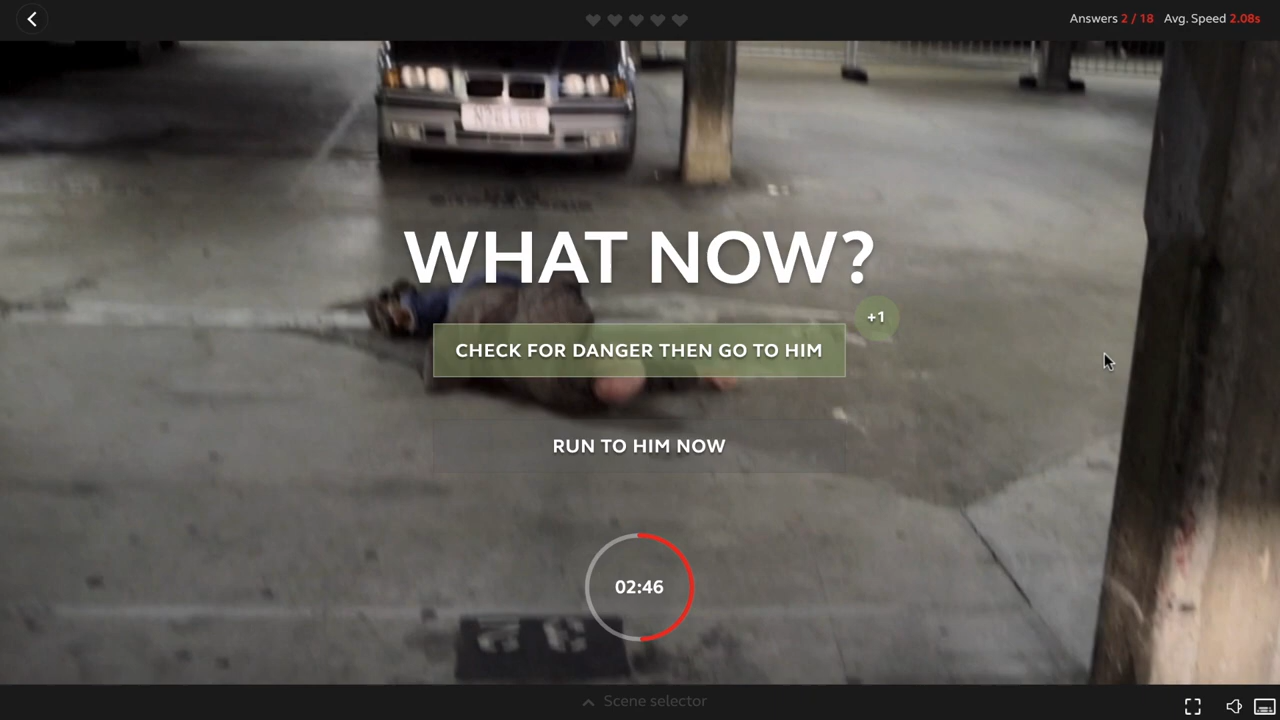 Answers 2 / 18 Avg. Speed 2.08s
WHAT NOW?
+1
CHECK FOR DANGER THEN GO TO HIM
RUN TO HIM NOW
02:46
Scene selector